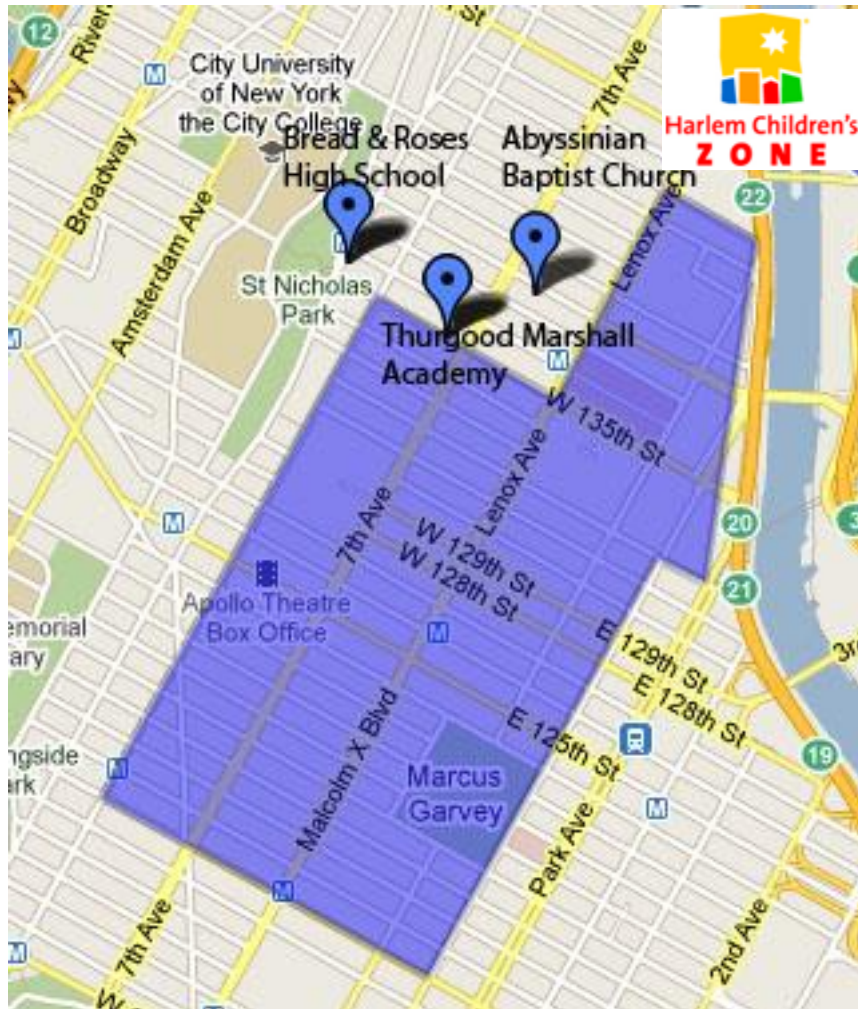 12
River
M
City University
of New York
the City College
Bread & Roses
High School
Abyssinian
Baptist Church
7th Ave
Harlem Children's
ZONE
22
Broadway
Amsterdam Ave
Lenox Ave
St Nicholas
Park
Thurgood Marshall
Academy
M
M
W 135th St
M
Lenox Ave
7th Ave
W 129th St
W 128th St
20
21
Apollo Theatre
Box Office
M
E 129th St
E 128th St
E 125th St
19
Malcolm X Blvd
Marcus
Garvey
M
M
M
Park Ave
2nd Ave
7th Ave
M
M